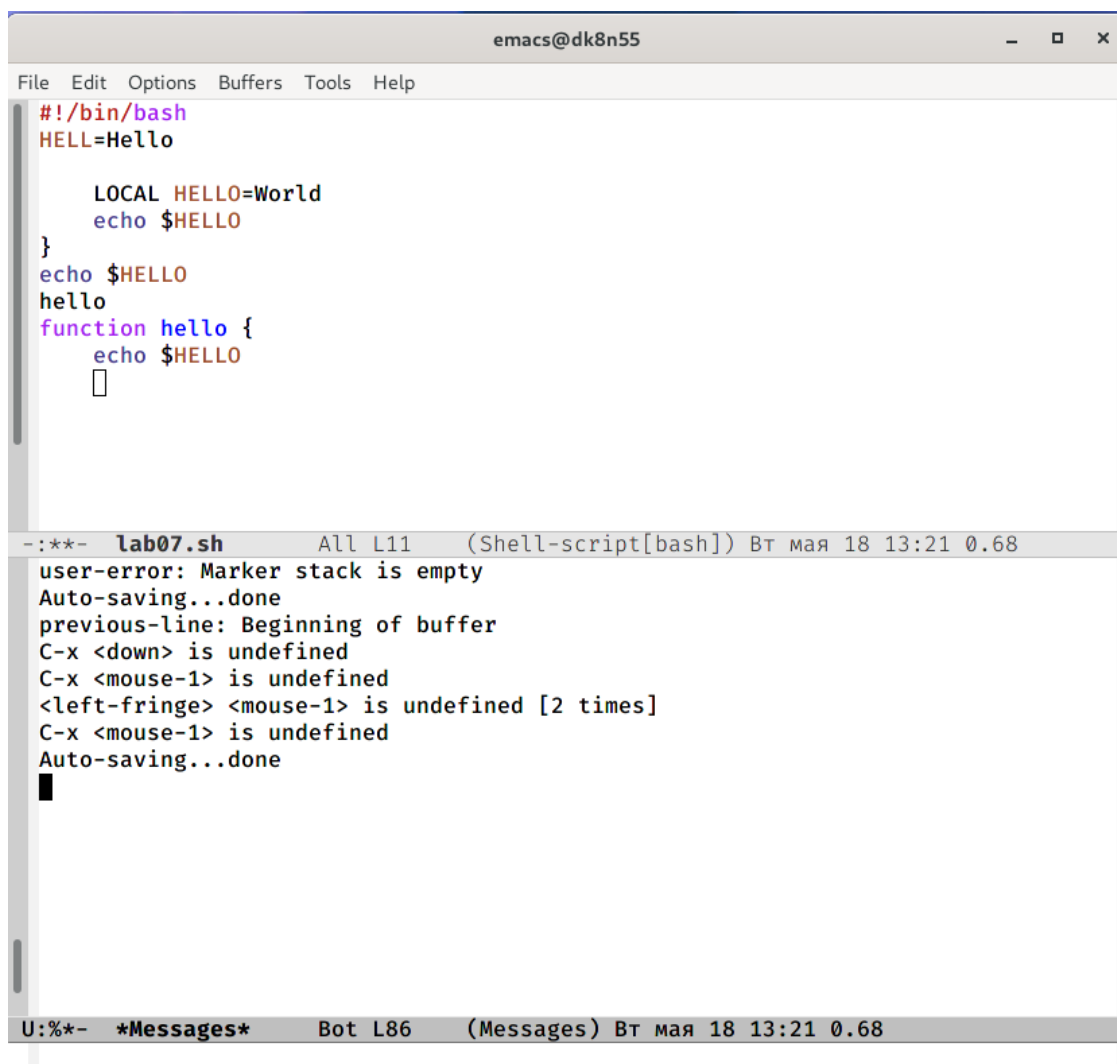 emacs@dk8n55
File Edit Options Buffers Tools Help
#!/bin/bash
HELL=Hello
LOCAL HELLO=World
echo $HELLO
}
echo $HELLO
hello
function hello {
echo $HELLO
-:**- lab07.sh All L11 (Shell-script[bash]) Вт мая 18 13:21 0.68
user-error: Marker stack is empty
Auto-saving...done
previous-line: Beginning of buffer
C-x <down> is undefined
C-x <mouse-1> is undefined
<left-fringe> <mouse-1> is undefined [2 times]
C-x <mouse-1> is undefined
Auto-saving...done
U:%*- *Messages* Bot L86 (Messages) Вт мая 18 13:21 0.68